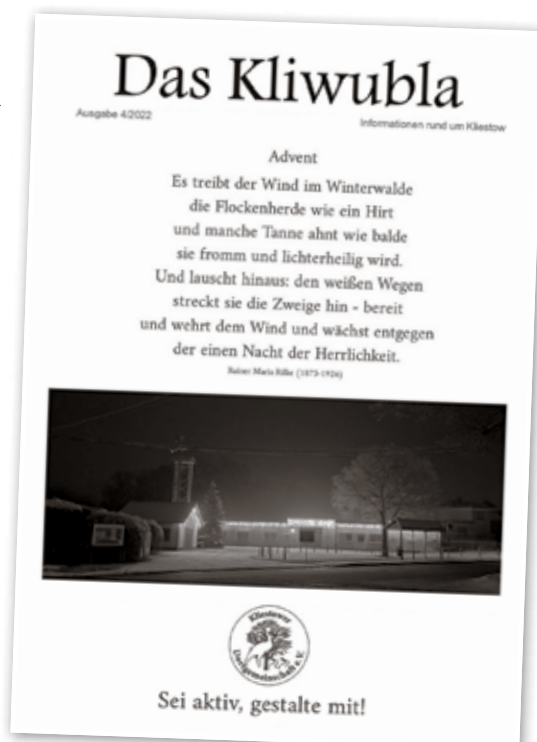 Das Kliwubla
Ausgabe 4/2022
Informationen rund um Kliestow
Advent
Es treibt der Wind im Winterwalde
die Flockenherde wie ein Hirt
und manche Tanne ahnt wie balde
sie fromm und lichterheilig wird.
Und lauscht hinaus: den weißen Wegen
streckt sie die Zweige hin - bereit
und wehrt dem Wind und wächst entgegen
der einen Nacht der Herrlichkeit.
Rainer Maria Rilke (1875-1926)
Kliestower
Dorfgemeinschaft e.V.
Sei aktiv, gestalte mit!